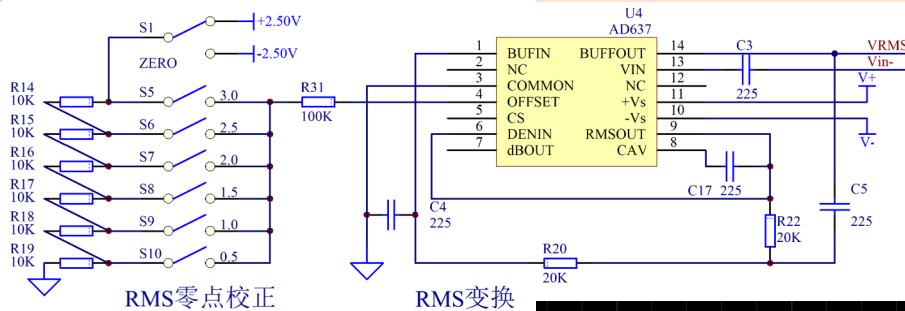 U4
AD637
S1
+2.50V
-2.50V
ZERO
1 BUFIN BUFFOUT 14
2 NC VIN 13
3 COMMON NC 12
4 OFFSET +Vs 11
5 CS -Vs 10
6 DENIN RMSOUT 9
7 dBOUT CAV 8
C3
225
VRMS
Vin-
V+
V-
R14
10K
S5
3.0
R31
100K
R15
10K
S6
2.5
R16
10K
S7
2.0
R17
10K
S8
1.5
R18
10K
S9
1.0
R19
10K
S10
0.5
C4
225
C17 225
C5
225
R22
20K
R20
20K
RMS零点校正
RMS变换